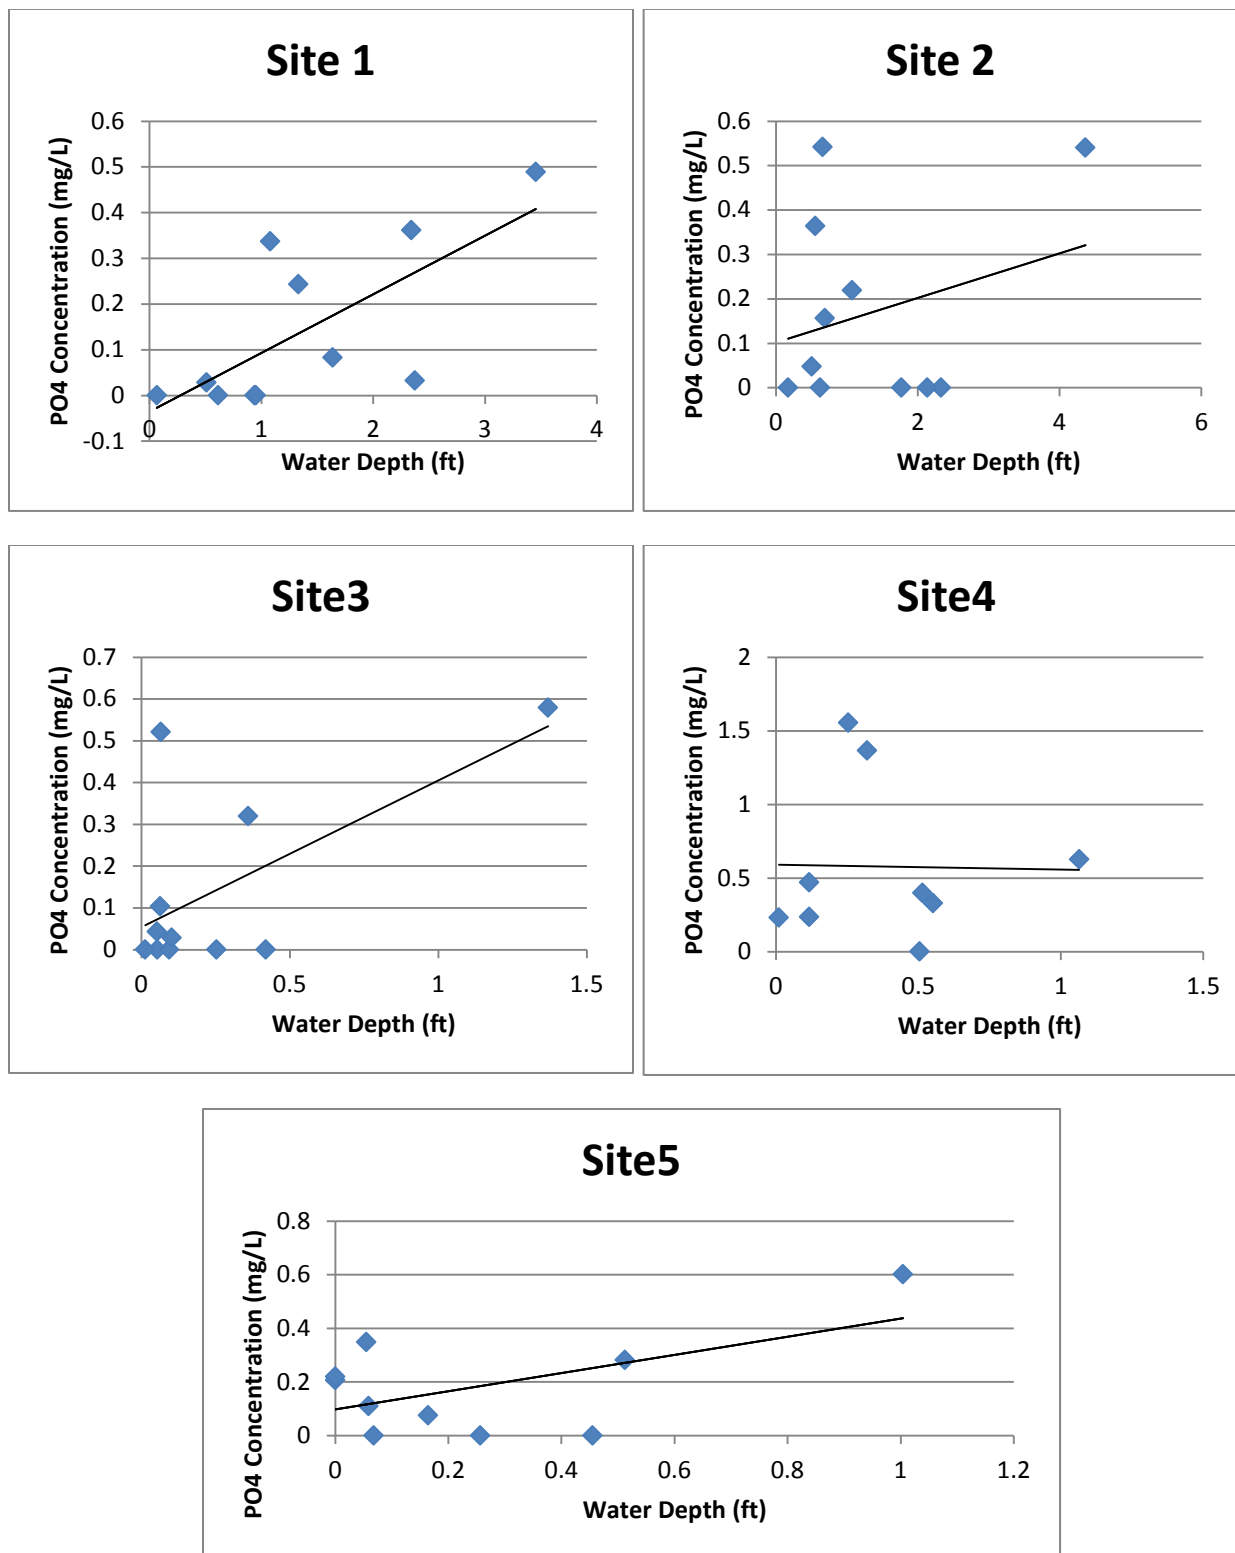 Site 1
PO4 Concentration (mg/L)
0.6
0.5
0.4
0.3
0.2
0.1
0
-0.1
0 1 2 3 4
Water Depth (ft)
Site 2
PO4 Concentration (mg/L)
0.6
0.5
0.4
0.3
0.2
0.1
0
0 2 4 6
Water Depth (ft)
Site3
PO4 Concentration (mg/L)
0.7
0.6
0.5
0.4
0.3
0.2
0.1
0
0 0.5 1 1.5
Water Depth (ft)
Site4
PO4 Concentration (mg/L)
2
1.5
1
0.5
0
0 0.5 1 1.5
Water Depth (ft)
Site5
PO4 Concentration (mg/L)
0.8
0.6
0.4
0.2
0
0 0.2 0.4 0.6 0.8 1 1.2
Water Depth (ft)